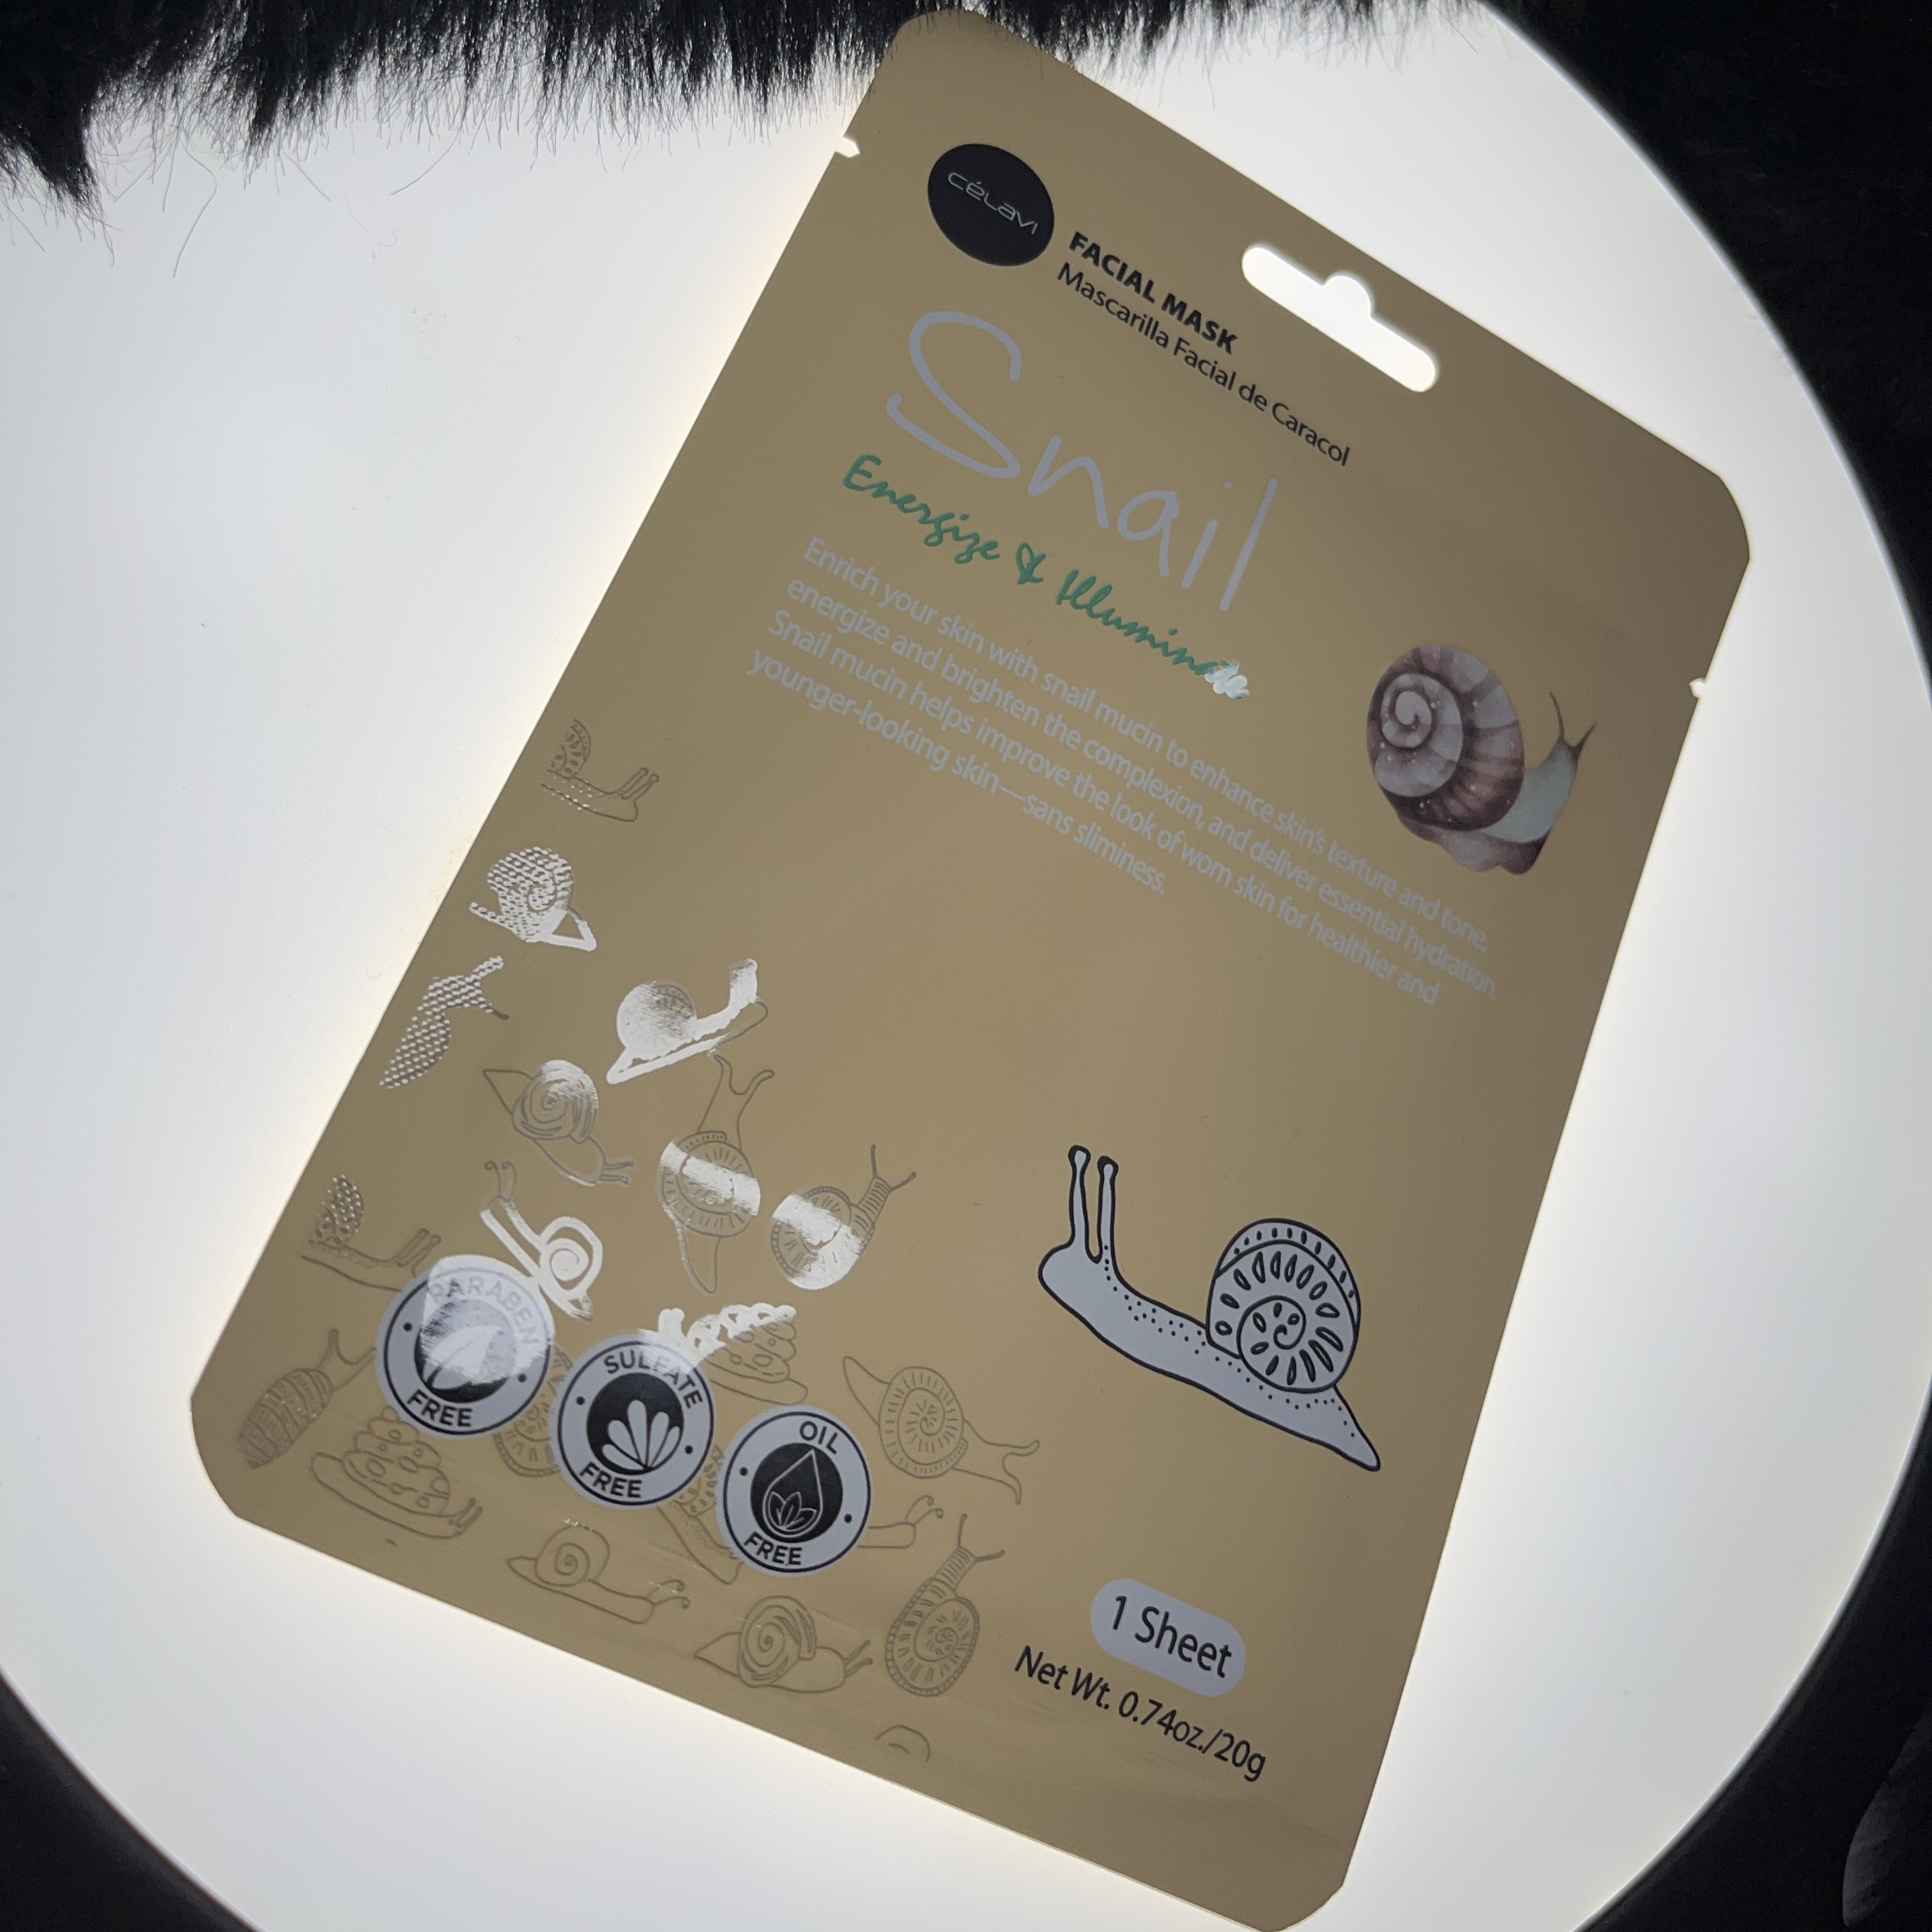 CÉLAVI
FACIAL MASK
Mascarilla Facial de Caracol
Snail
Energize & Illuminate
Enrich your skin with snail mucin to enhance skin's texture and tone,
energize and brighten the complexion, and deliver essential hydration.
Snail mucin helps improve the look of worn skin for healthier and
younger-looking skin—sans sliminess.
PARABEN
FREE
SULFATE
FREE
OIL
FREE
1 Sheet
Net Wt. 0.74oz./20g